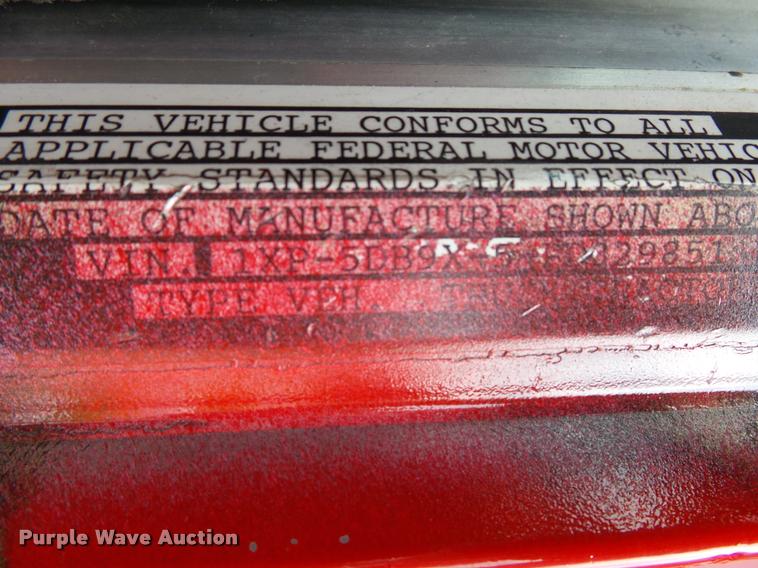 THIS VEHICLE CONFORMS TO ALL
APPLICABLE FEDERAL MOTOR VEHIC
SAFETY STANDARDS IN EFFECT ON
DATE OF MANUFACTURE SHOWN ABO
VIN.
TYPE VEH.
Purple Wave Auction